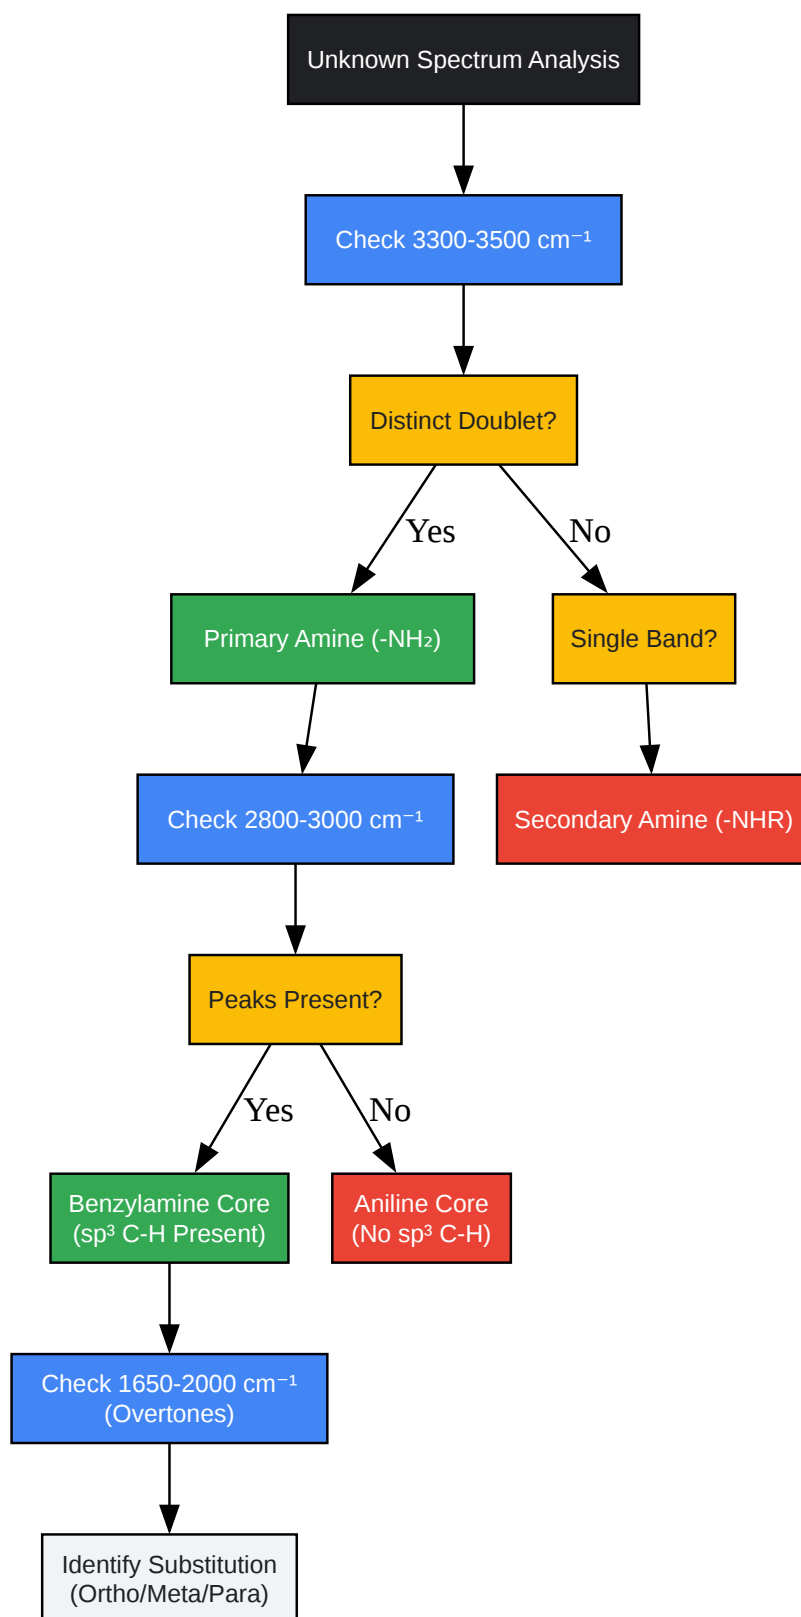 Unknown Spectrum Analysis
Check 3300-3500 cm⁻¹
Distinct Doublet?
Yes
No
Primary Amine (-NH₂)
Single Band?
Check 2800-3000 cm⁻¹
Secondary Amine (-NHR)
Peaks Present?
Yes
No
Benzylamine Core
(sp³ C-H Present)
Aniline Core
(No sp³ C-H)
Check 1650-2000 cm⁻¹
(Overtones)
Identify Substitution
(Ortho/Meta/Para)